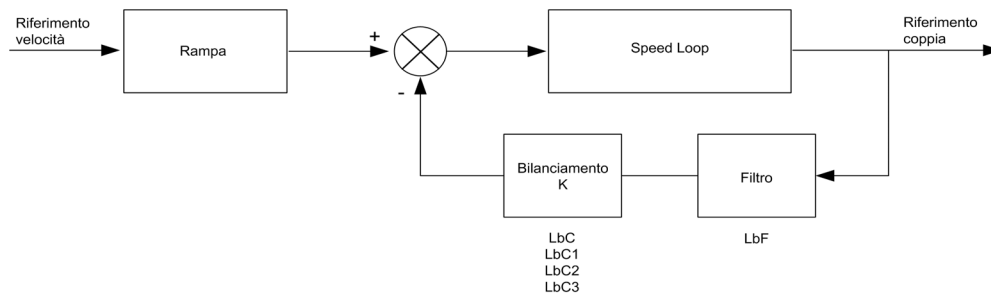 Riferimento
velocità
Rampa
+
-
Speed Loop
Riferimento
coppia
Bilanciamento
K
Filtro
LbC
LbC1
LbC2
LbC3
LbF